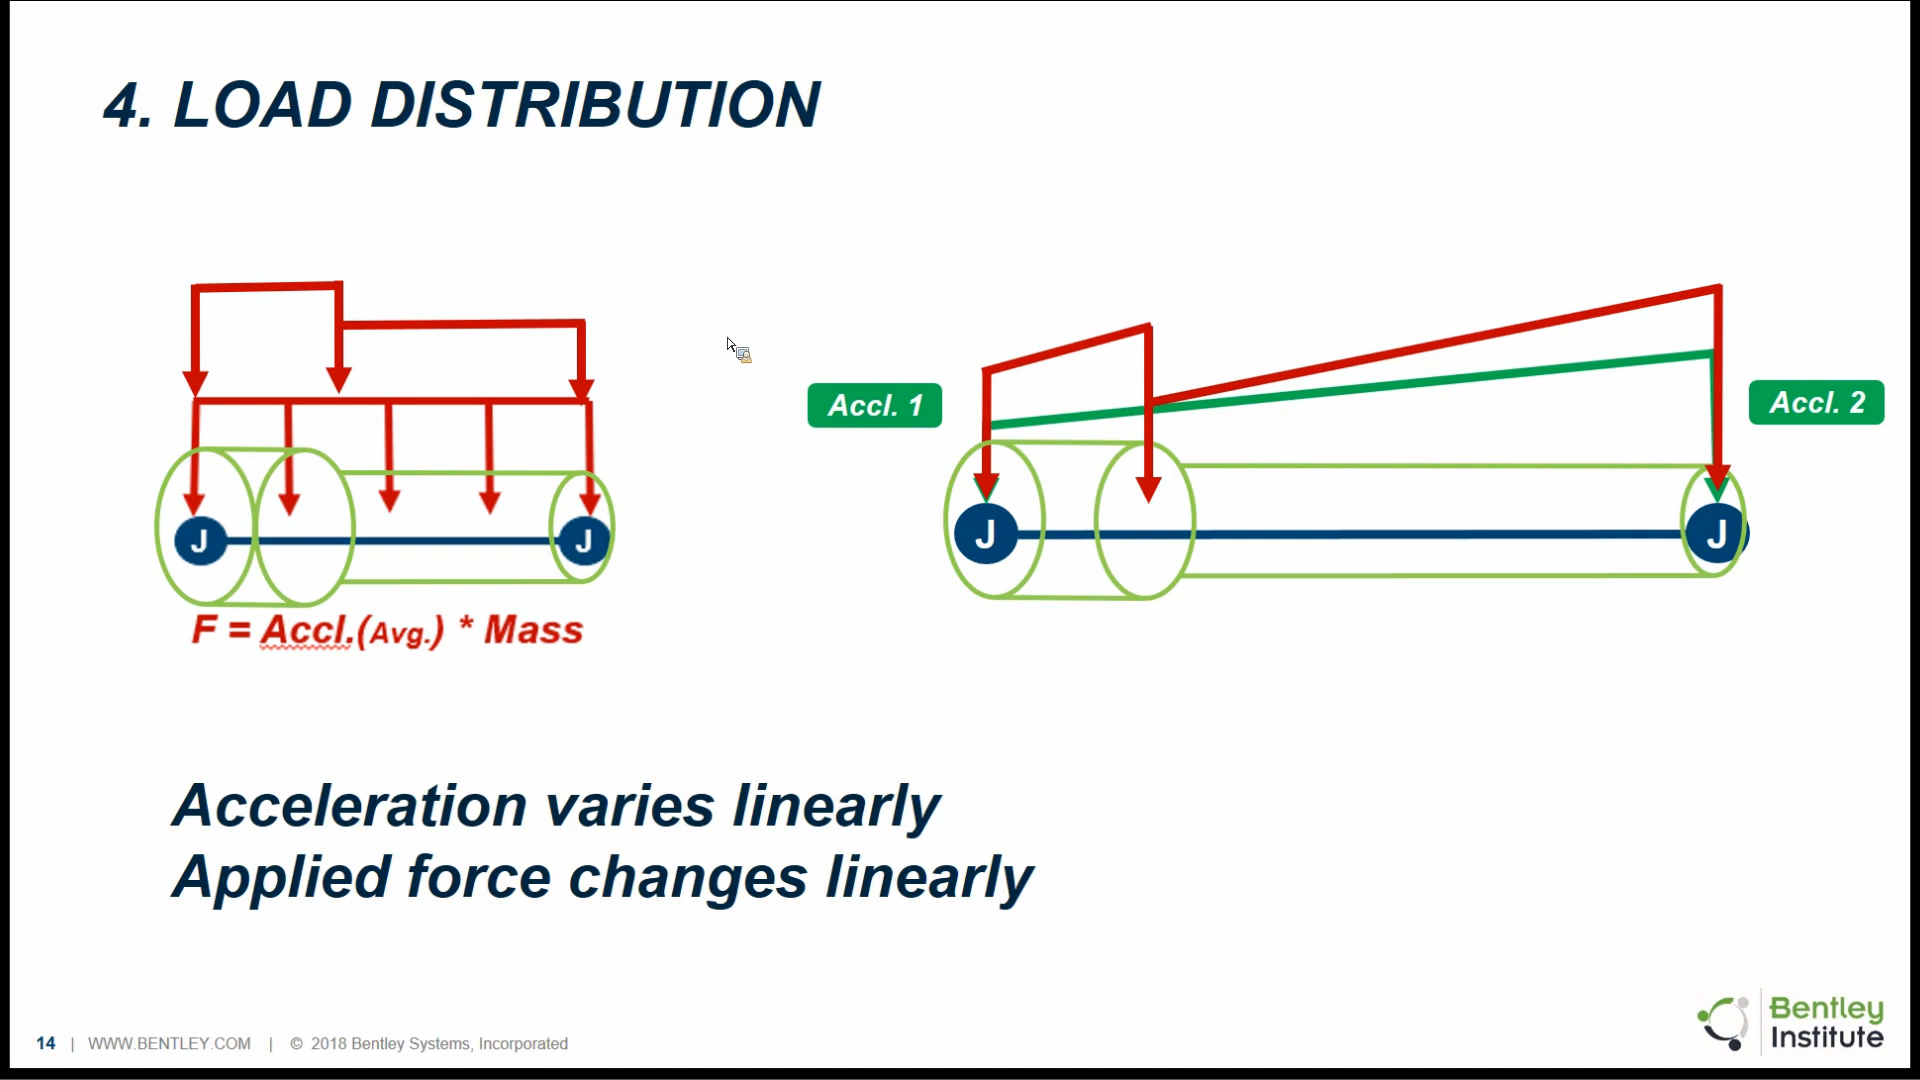 4. LOAD DISTRIBUTION
Accl. 1
Accl. 2
J
J
J
J
F = Accl.(Avg.) * Mass
Acceleration varies linearly
Applied force changes linearly
14 | WWW.BENTLEY.COM | © 2018 Bentley Systems, Incorporated
Bentley
Institute